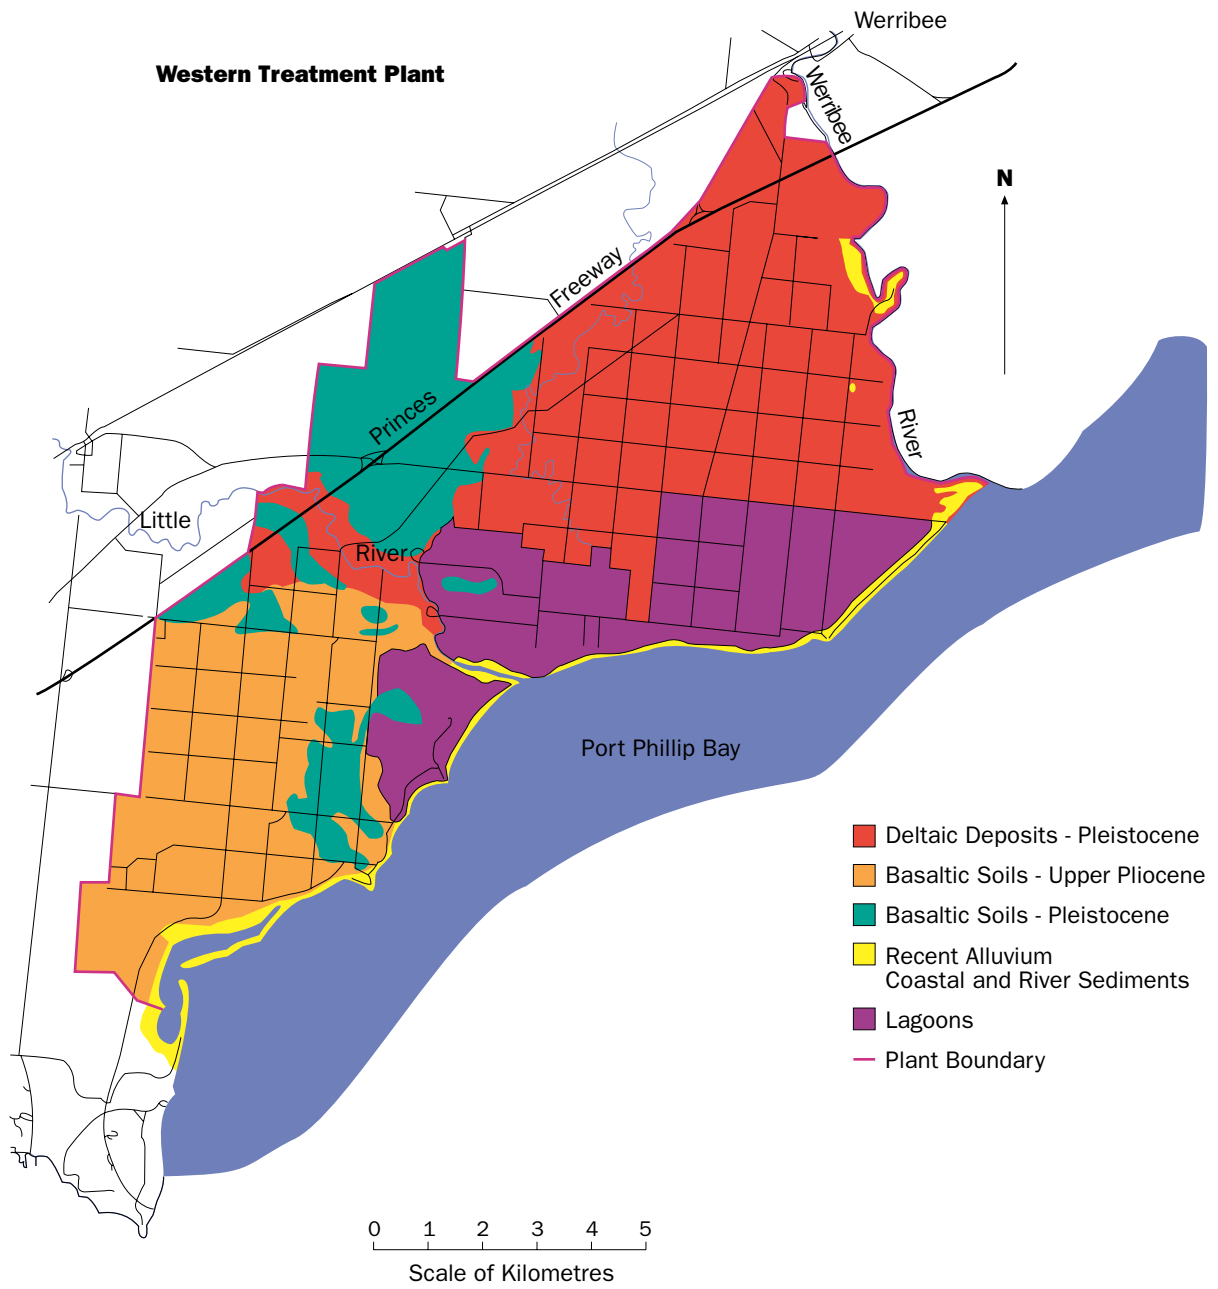 Werribee
Western Treatment Plant
Werribee
N
Freeway
Princes
River
Little
River
Port Phillip Bay
Deltaic Deposits - Pleistocene
Basaltic Soils - Upper Pliocene
Basaltic Soils - Pleistocene
Recent Alluvium
Coastal and River Sediments
Lagoons
Plant Boundary
0 1 2 3 4 5
Scale of Kilometres